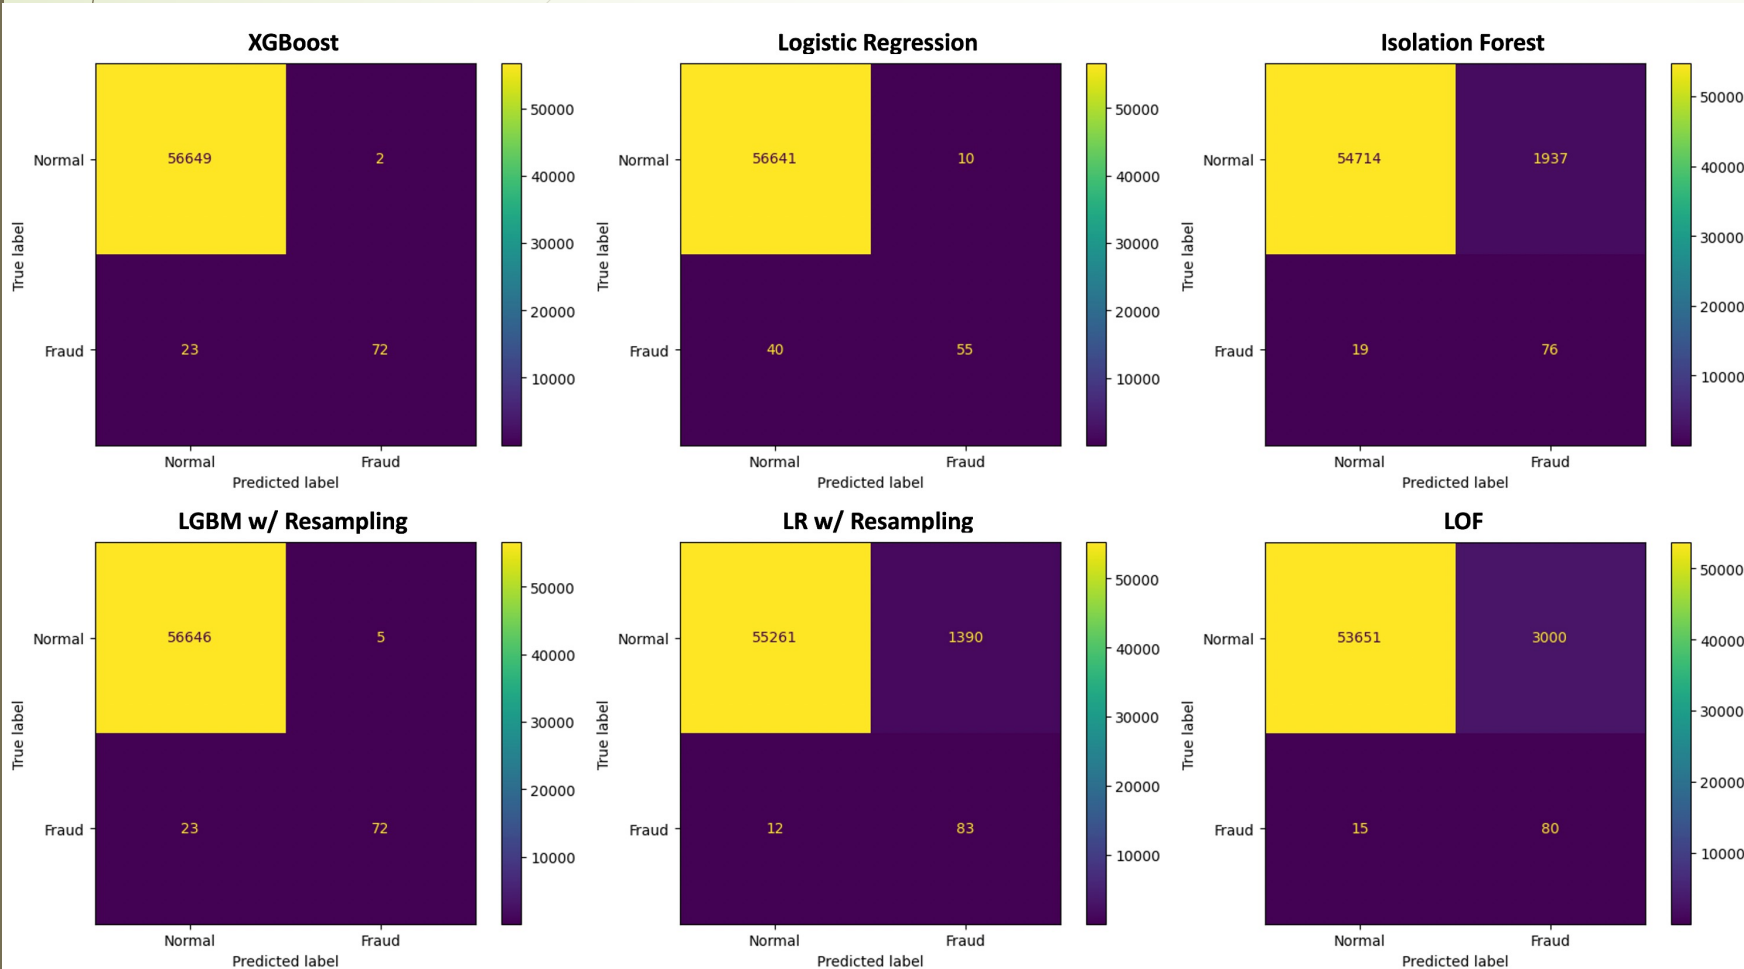 XGBoost
Normal
Fraud
True label
56649
2
23
72
Normal
Fraud
Predicted label
50000
40000
30000
20000
10000
Logistic Regression
Normal
Fraud
True label
56641
10
40
55
Normal
Fraud
Predicted label
50000
40000
30000
20000
10000
Isolation Forest
Normal
Fraud
True label
54714
1937
19
76
Normal
Fraud
Predicted label
50000
40000
30000
20000
10000
LGBM w/ Resampling
Normal
Fraud
True label
56646
5
23
72
Normal
Fraud
Predicted label
50000
40000
30000
20000
10000
LR w/ Resampling
Normal
Fraud
True label
55261
1390
12
83
Normal
Fraud
Predicted label
50000
40000
30000
20000
10000
LOF
Normal
Fraud
True label
53651
3000
15
80
Normal
Fraud
Predicted label
50000
40000
30000
20000
10000